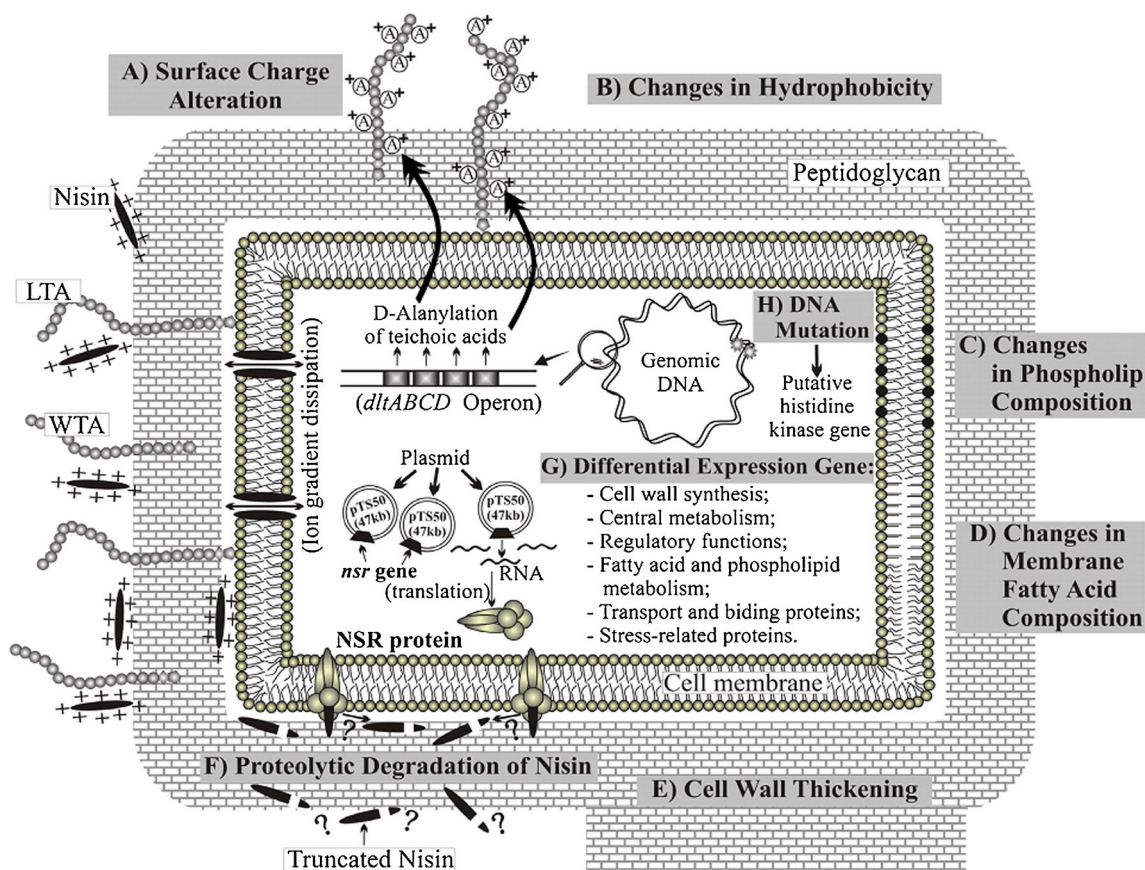 A) Surface Charge
Alteration
B) Changes in Hydrophobicity
Peptidoglycan
Nisin
LTA
WTA
(Ion gradient dissipation)
D-Alanylation
of teichoic acids
(dltABCD Operon)
Genomic
DNA
H) DNA
Mutation
Putative
histidine
kinase gene
C) Changes
in Phospholip
Composition
Plasmid
pTS50
(47kb)
pTS50
(47kb)
pTS50
(47kb)
nsr gene
(translation)
RNA
NSR protein
G) Differential Expression Gene:
- Cell wall synthesis;
- Central metabolism;
- Regulatory functions;
- Fatty acid and phospholipid
metabolism;
- Transport and biding proteins;
- Stress-related proteins.
D) Changes in
Membrane
Fatty Acid
Composition
Cell membrane
? ?
F) Proteolytic Degradation of Nisin
E) Cell Wall Thickening
? ? ?
Truncated Nisin
A+ A+ A+ A+ A+ A+ A+ A+
A+ A+ A+ A+ A+ A+ A+ A+